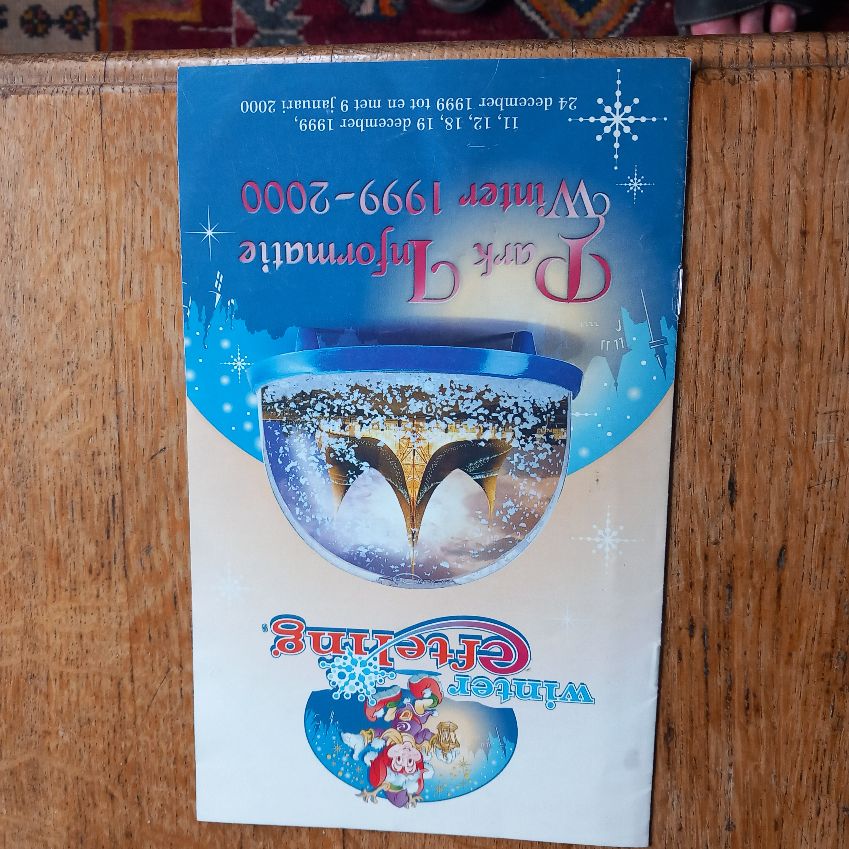 winter
Efteling®
Park Informatie
Winter 1999-2000
11, 12, 18, 19 december 1999,
24 december 1999 tot en met 9 januari 2000